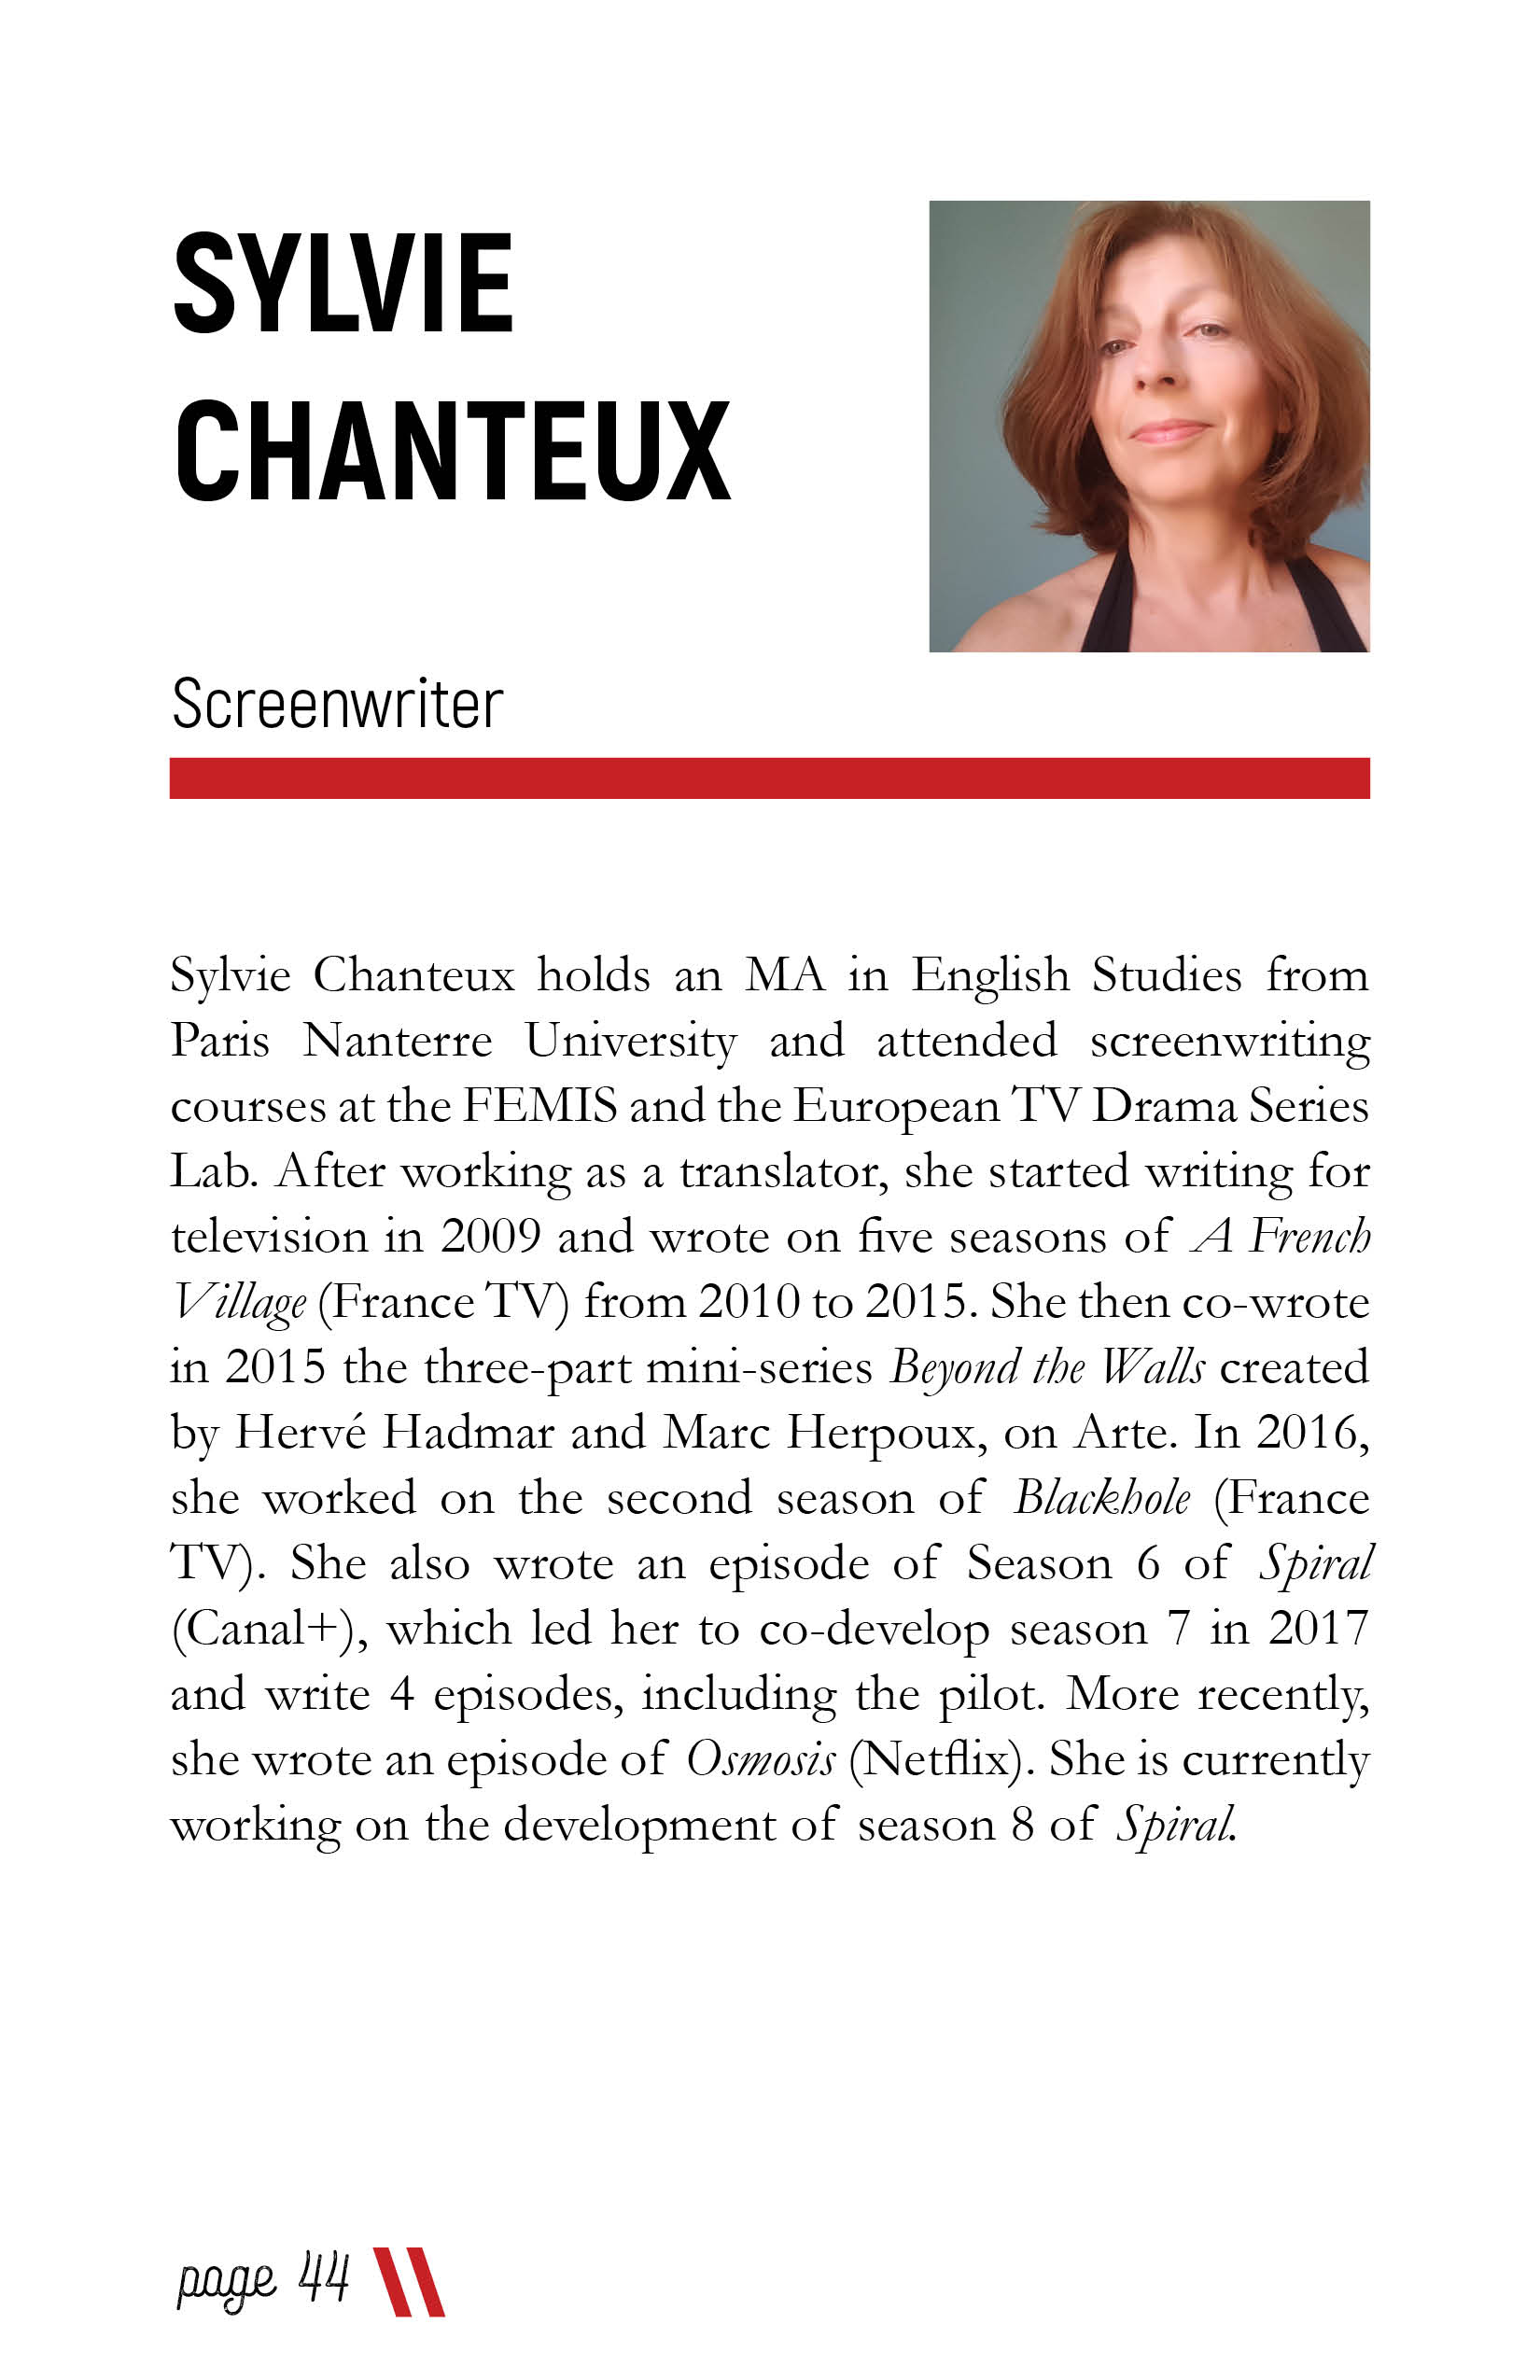 SYLVIE
CHANTEUX
Screenwriter
Sylvie Chanteux holds an MA in English Studies from
Paris Nanterre University and attended screenwriting
courses at the FEMIS and the European TV Drama Series
Lab. After working as a translator, she started writing for
television in 2009 and wrote on five seasons of A French
Village (France TV) from 2010 to 2015. She then co-wrote
in 2015 the three-part mini-series Beyond the Walls created
by Hervé Hadmar and Marc Herpoux, on Arte. In 2016,
she worked on the second season of Blackhole (France
TV). She also wrote an episode of Season 6 of Spiral
(Canal+), which led her to co-develop season 7 in 2017
and write 4 episodes, including the pilot. More recently,
she wrote an episode of Osmosis (Netflix). She is currently
working on the development of season 8 of Spiral.
page 44